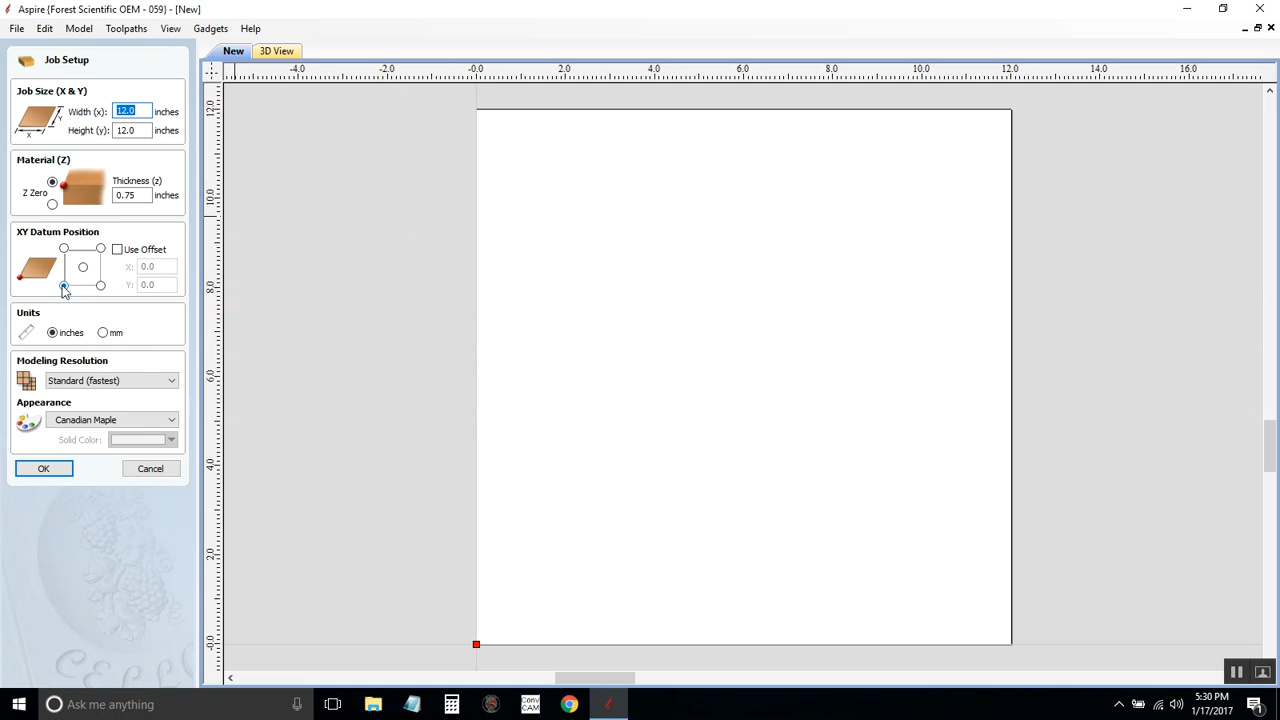 Aspire (Forest Scientific OEM - 059) - [New]
File Edit Model Toolpaths View Gadgets Help
Job Setup
Job Size (X & Y)
Width (x): 12.0 inches
Height (y): 12.0 inches
Material (Z)
Z Zero
Thickness (z)
0.75 inches
XY Datum Position
Use Offset
X: 0.0
Y: 0.0
Units
inches mm
Modeling Resolution
Standard (fastest)
Appearance
Canadian Maple
Solid Color:
OK Cancel
New 3D View
-4.0 -2.0 -0.0 2.0 4.0 6.0 8.0 10.0 12.0 14.0 16.0
12.0
10.0
8.0
6.0
4.0
2.0
-0.0
Ask me anything
Conv CAM
5:30 PM
1/17/2017